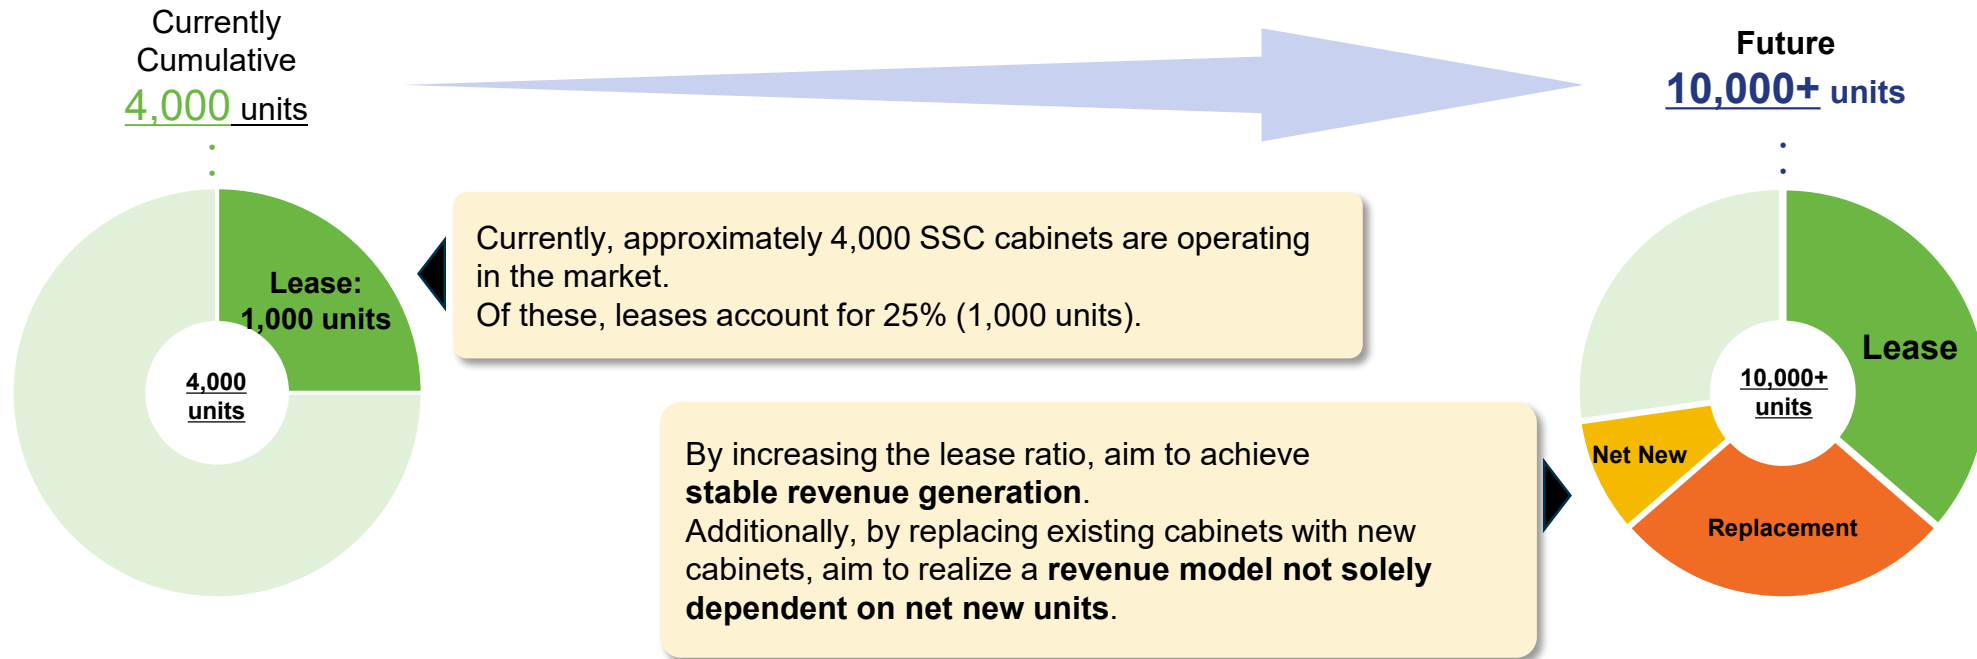 Currently
Cumulative
4,000 units
Future
10,000+ units
Lease:
1,000 units
4,000
units
Currently, approximately 4,000 SSC cabinets are operating
in the market.
Of these, leases account for 25% (1,000 units).
By increasing the lease ratio, aim to achieve
stable revenue generation.
Additionally, by replacing existing cabinets with new
cabinets, aim to realize a revenue model not solely
dependent on net new units.
Lease
10,000+
units
Net New
Replacement